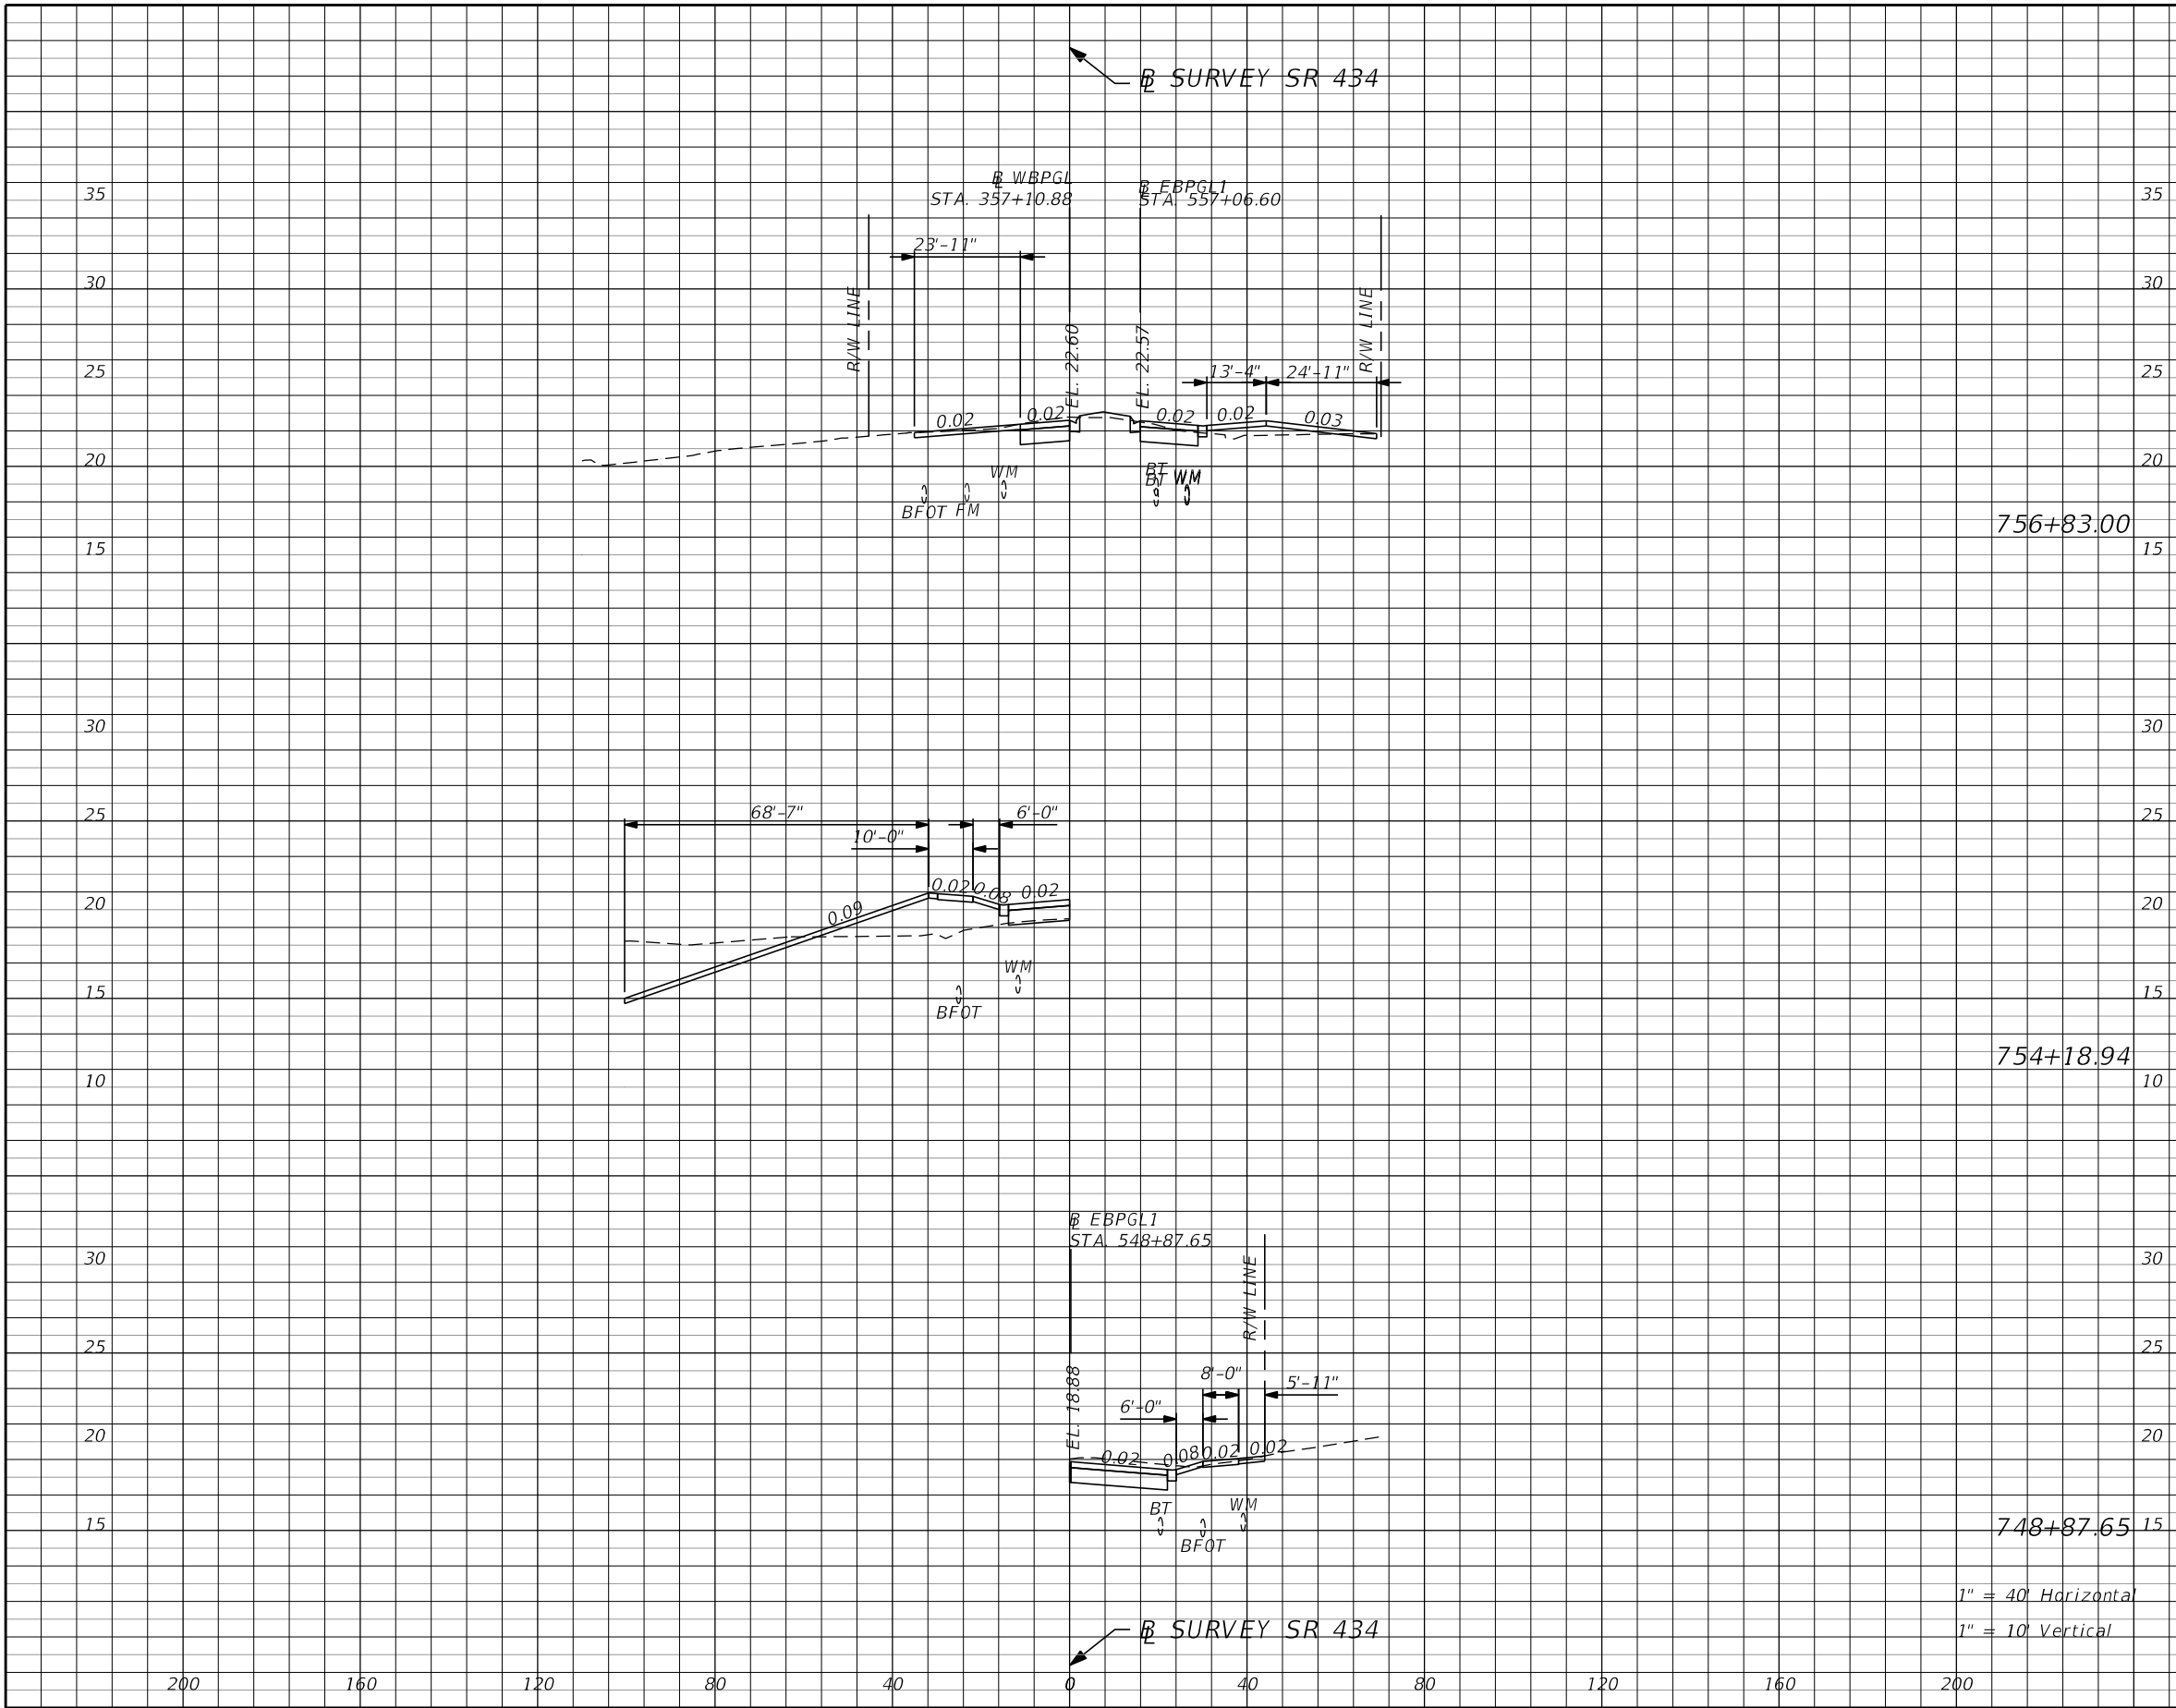 ℄ SURVEY SR 434
℄ WBPGL
STA. 357+10.88
℄ EBPGL1
STA. 557+06.60
35
35
23'-11"
30
30
R/W LINE
EL. 22.60
EL. 22.57
R/W LINE
25
13'-4"
24'-11"
25
0.02
0.02
0.02
0.02
0.03
20
20
BFOT
FM
WM
BT
BT
WM
756+83.00
15
15
30
30
25
68'-7"
6'-0"
25
10'-0"
20
0.09
0.02
0.08
0.02
20
15
WM
15
BFOT
754+18.94
10
10
℄ EBPGL1
STA. 548+87.65
30
R/W LINE
30
25
25
EL. 18.88
8'-0"
5'-11"
6'-0"
20
20
0.02
0.08
0.02
0.02
15
BT
BFOT
WM
748+87.65
15
1" = 40' Horizontal
1" = 10' Vertical
℄ SURVEY SR 434
200
160
120
80
40
0
40
80
120
160
200